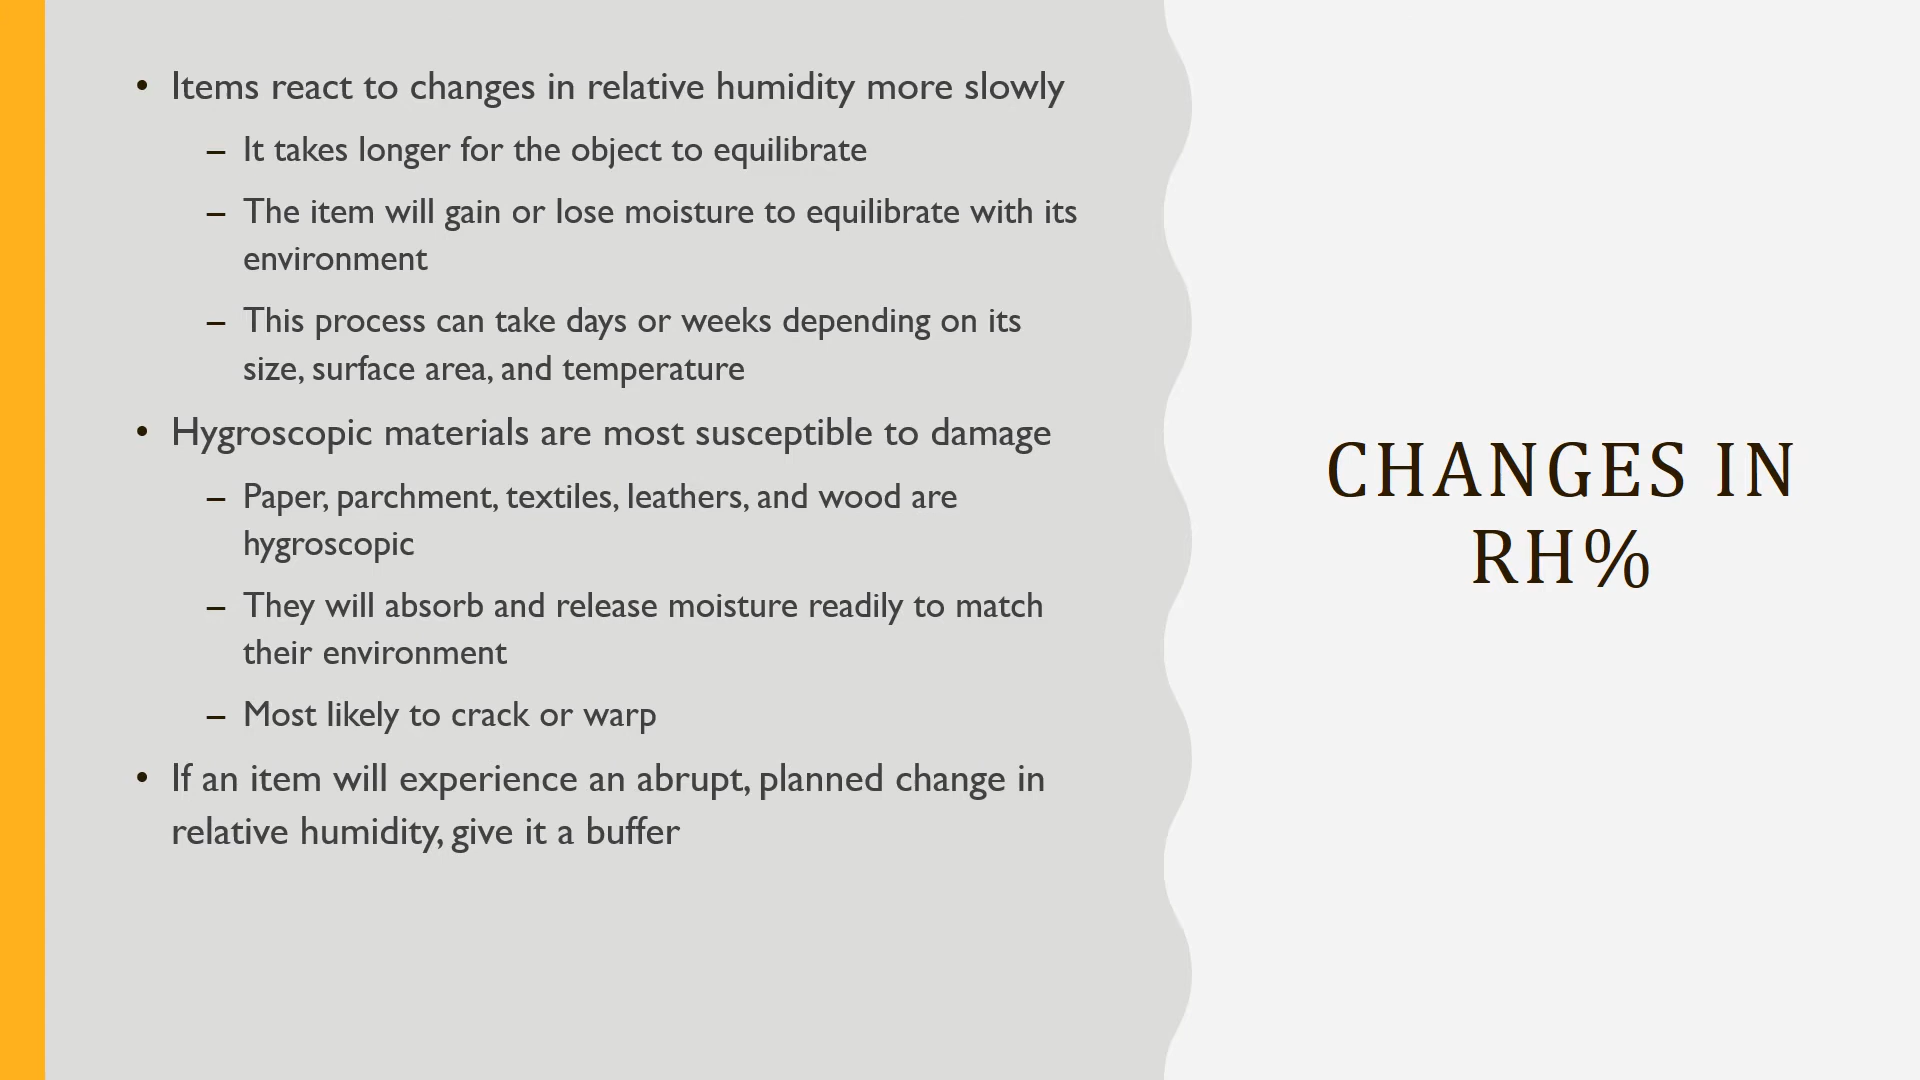 • Items react to changes in relative humidity more slowly
– It takes longer for the object to equilibrate
– The item will gain or lose moisture to equilibrate with its
environment
– This process can take days or weeks depending on its
size, surface area, and temperature
• Hygroscopic materials are most susceptible to damage
– Paper, parchment, textiles, leathers, and wood are
hygroscopic
– They will absorb and release moisture readily to match
their environment
– Most likely to crack or warp
• If an item will experience an abrupt, planned change in
relative humidity, give it a buffer
CHANGES IN
RH%